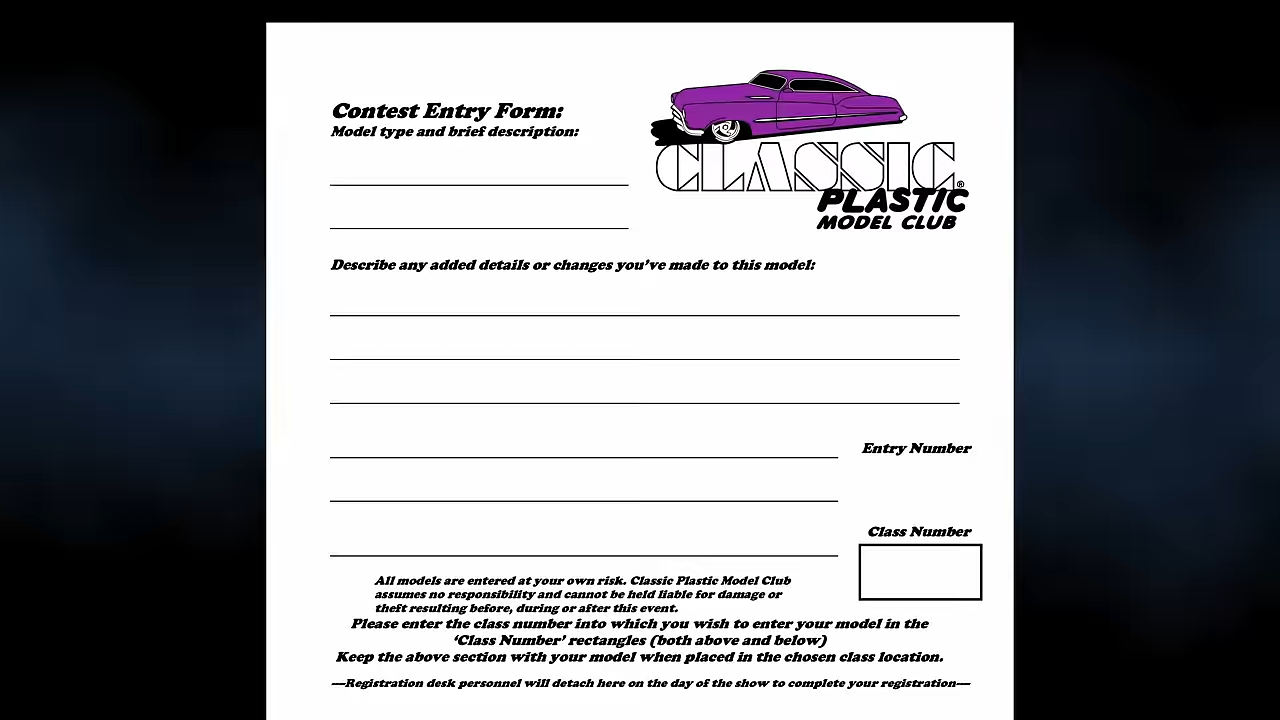 Contest Entry Form:
Model type and brief description:
CLASSIC®
PLASTIC
MODEL CLUB
Describe any added details or changes you've made to this model:
Entry Number
Class Number
All models are entered at your own risk. Classic Plastic Model Club
assumes no responsibility and cannot be held liable for damage or
theft resulting before, during or after this event.
Please enter the class number into which you wish to enter your model in the
‘Class Number’ rectangles (both above and below)
Keep the above section with your model when placed in the chosen class location.
—Registration desk personnel will detach here on the day of the show to complete your registration—